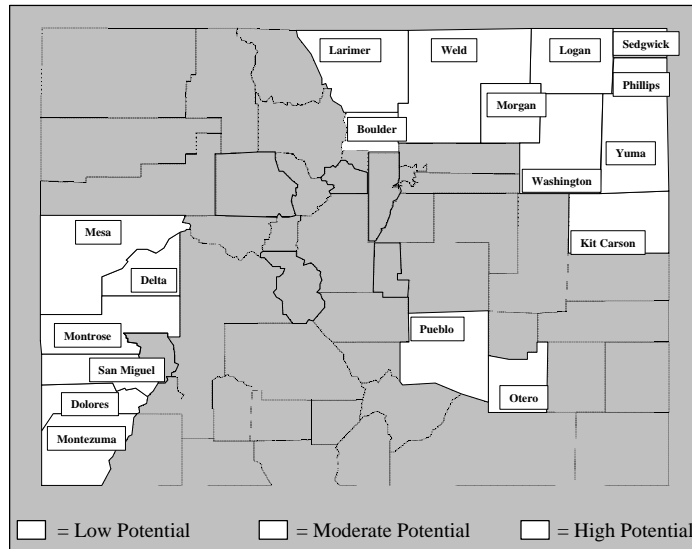 Larimer
Weld
Logan
Sedgwick
Phillips
Morgan
Boulder
Yuma
Washington
Mesa
Kit Carson
Delta
Montrose
Pueblo
San Miguel
Otero
Dolores
Montezuma
= Low Potential = Moderate Potential = High Potential